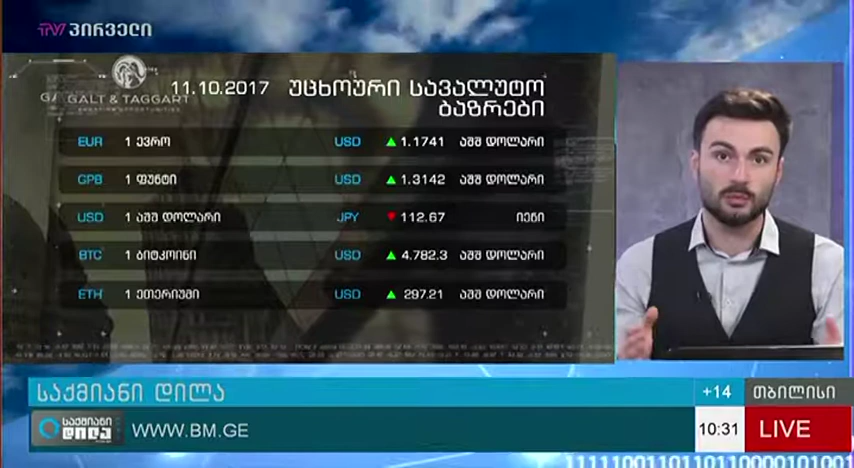 TV პირველი
GALT & TAGGART
CREATING OPPORTUNITIES
11.10.2017 უცხოური სავალუტო
ბაზრები
EUR 1 ევრო USD 1.1741 აშშ დოლარი
GPB 1 ფუნტი USD 1.3142 აშშ დოლარი
USD 1 აშშ დოლარი JPY 112.67 იენი
BTC 1 ბიტკოინი USD 4.782.3 აშშ დოლარი
ETH 1 ეთერიუმი USD 297.21 აშშ დოლარი
საქმიანი დილა +14 თბილისი
საქმიანი
დილა
WWW.BM.GE 10:31 LIVE